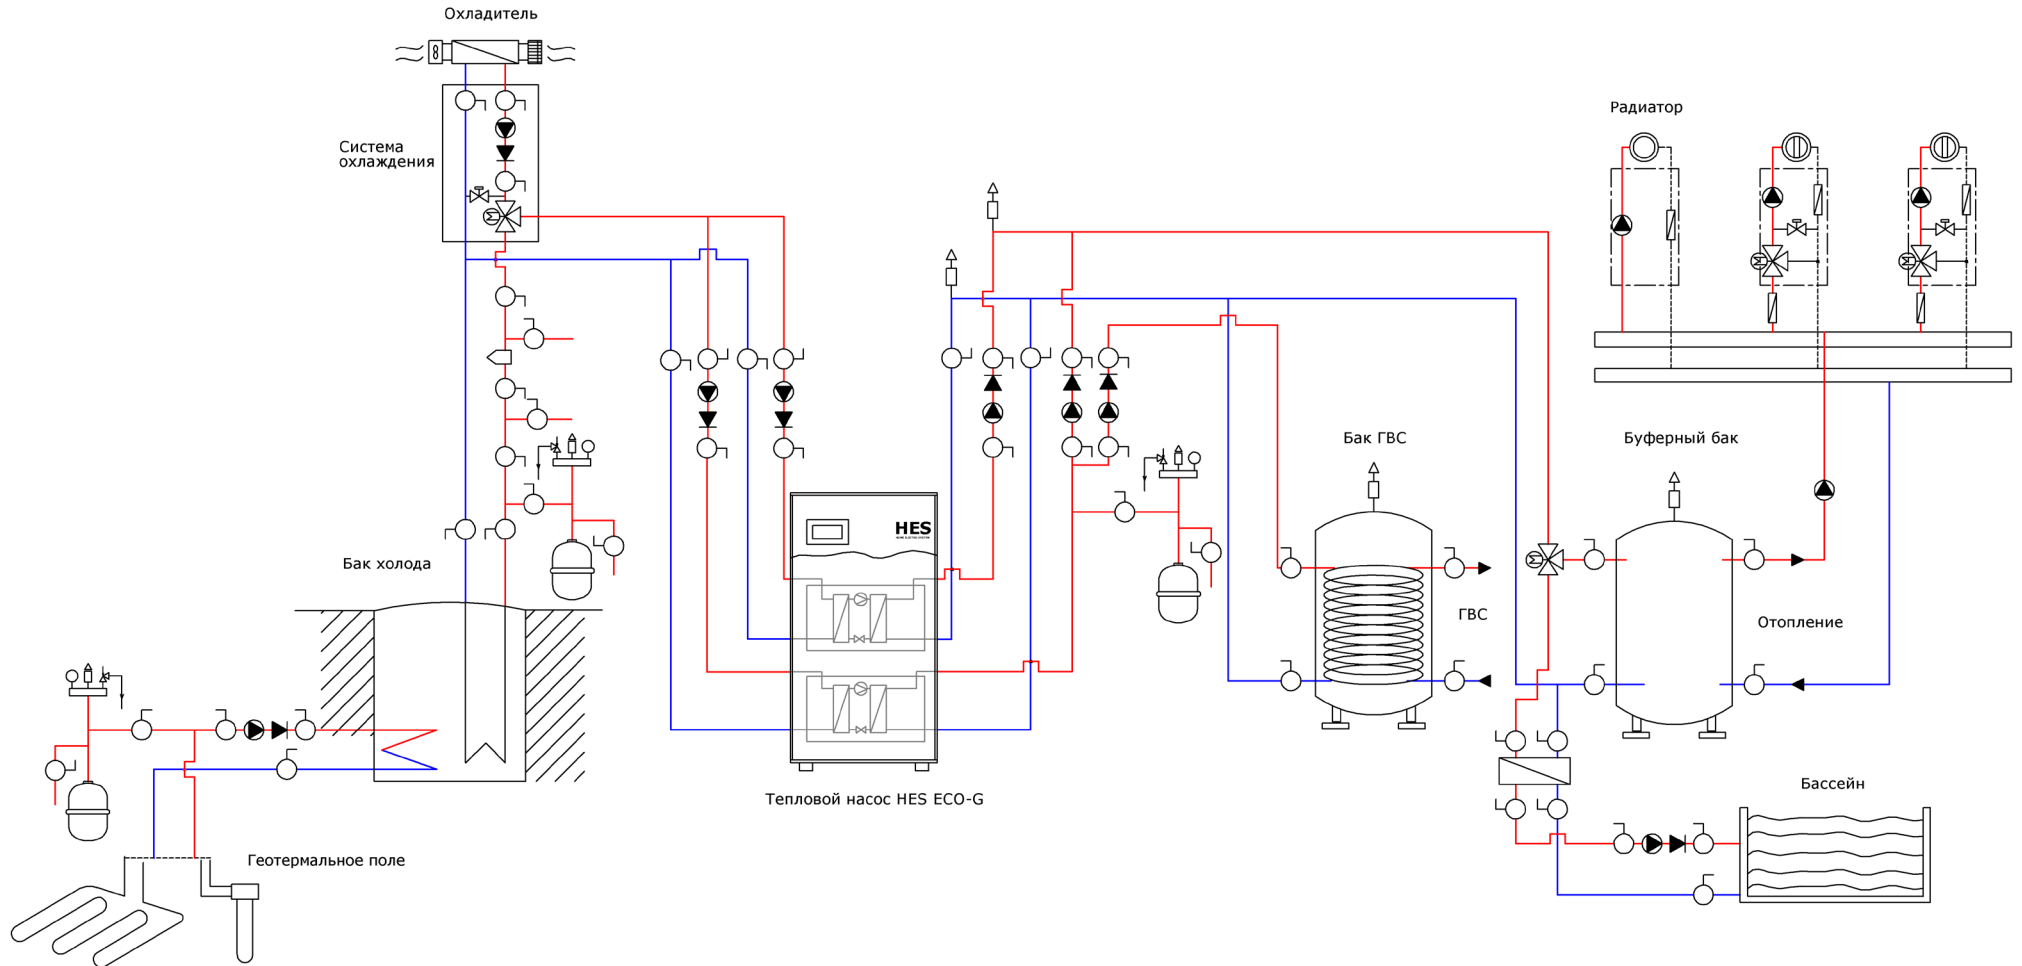 Охладитель
Система
охлаждения
Радиатор
Бак ГВС
Буферный бак
HES
Бак холода
ГВС
Отопление
Тепловой насос HES ECO-G
Бассейн
Геотермальное поле